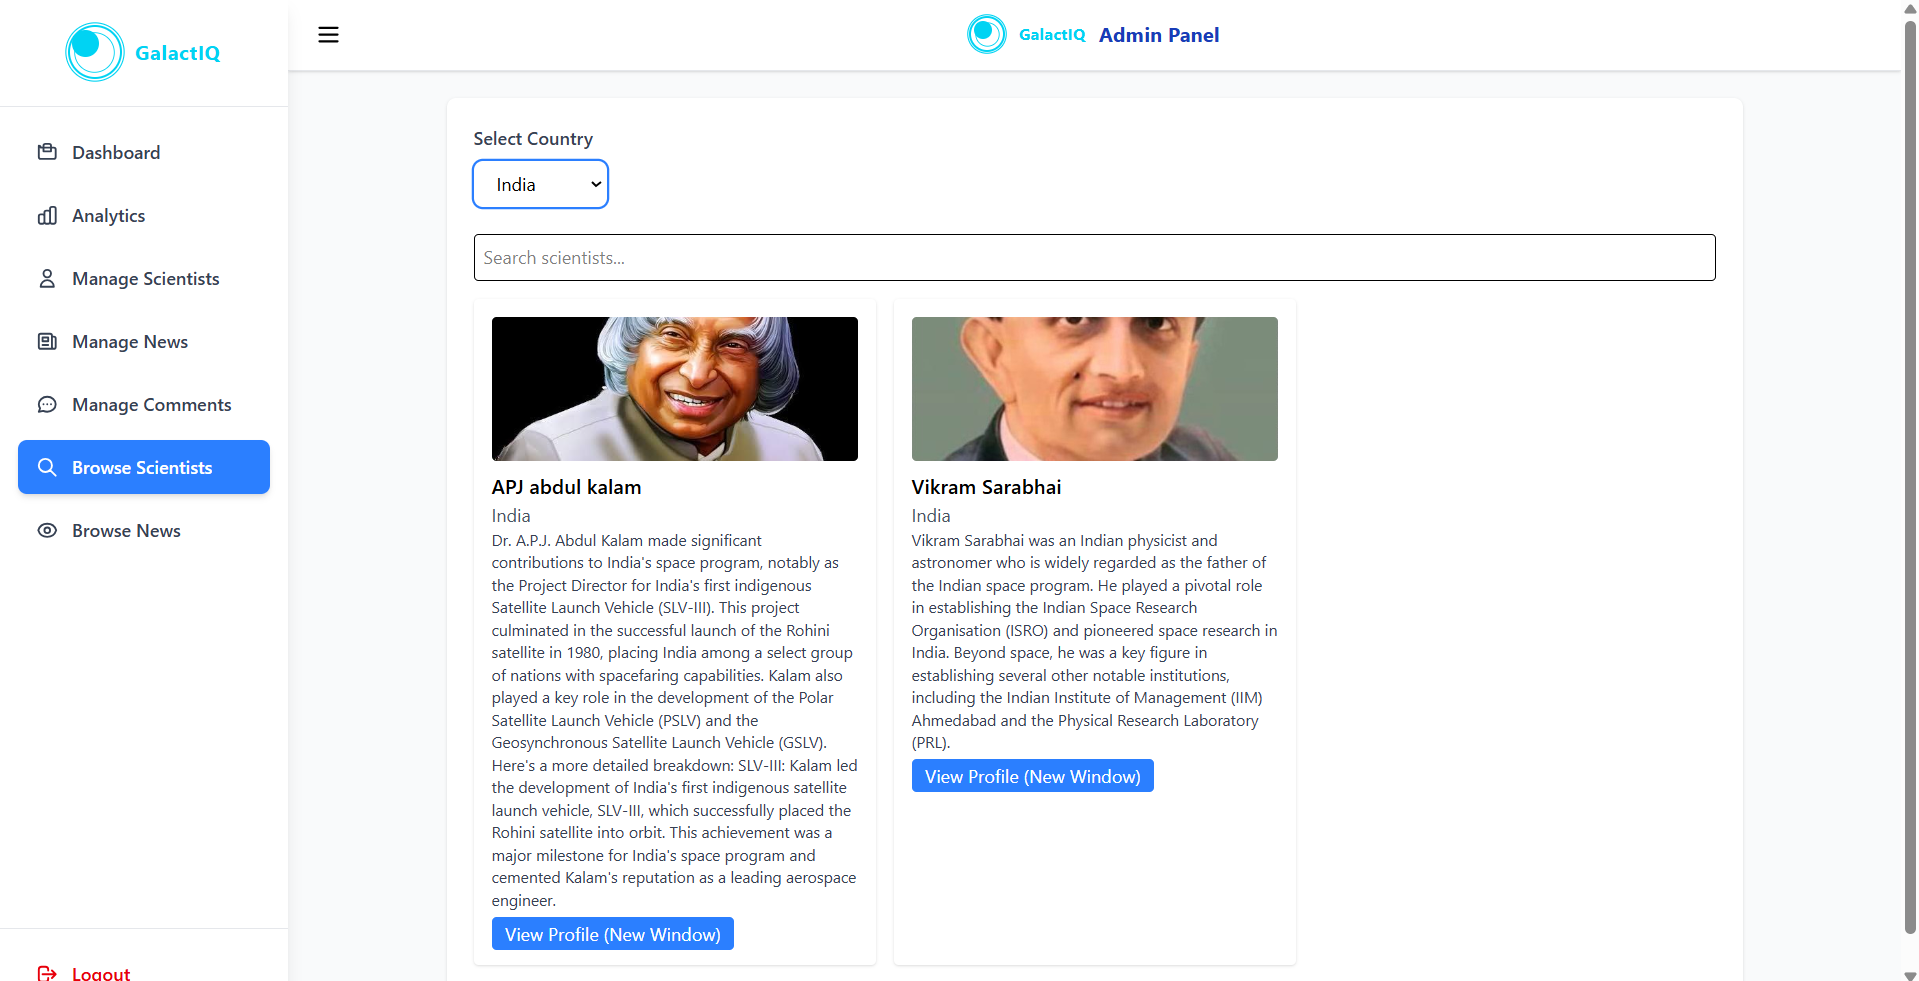 GalactIQ
Dashboard
Analytics
Manage Scientists
Manage News
Manage Comments
Browse Scientists
Browse News
Logout
GalactIQ Admin Panel
Select Country
India
Search scientists...
APJ abdul kalam
India
Dr. A.P.J. Abdul Kalam made significant
contributions to India's space program, notably as
the Project Director for India's first indigenous
Satellite Launch Vehicle (SLV-III). This project
culminated in the successful launch of the Rohini
satellite in 1980, placing India among a select group
of nations with spacefaring capabilities. Kalam also
played a key role in the development of the Polar
Satellite Launch Vehicle (PSLV) and the
Geosynchronous Satellite Launch Vehicle (GSLV).
Here's a more detailed breakdown: SLV-III: Kalam led
the development of India's first indigenous satellite
launch vehicle, SLV-III, which successfully placed the
Rohini satellite into orbit. This achievement was a
major milestone for India's space program and
cemented Kalam's reputation as a leading aerospace
engineer.
View Profile (New Window)
Vikram Sarabhai
India
Vikram Sarabhai was an Indian physicist and
astronomer who is widely regarded as the father of
the Indian space program. He played a pivotal role
in establishing the Indian Space Research
Organisation (ISRO) and pioneered space research in
India. Beyond space, he was a key figure in
establishing several other notable institutions,
including the Indian Institute of Management (IIM)
Ahmedabad and the Physical Research Laboratory
(PRL).
View Profile (New Window)